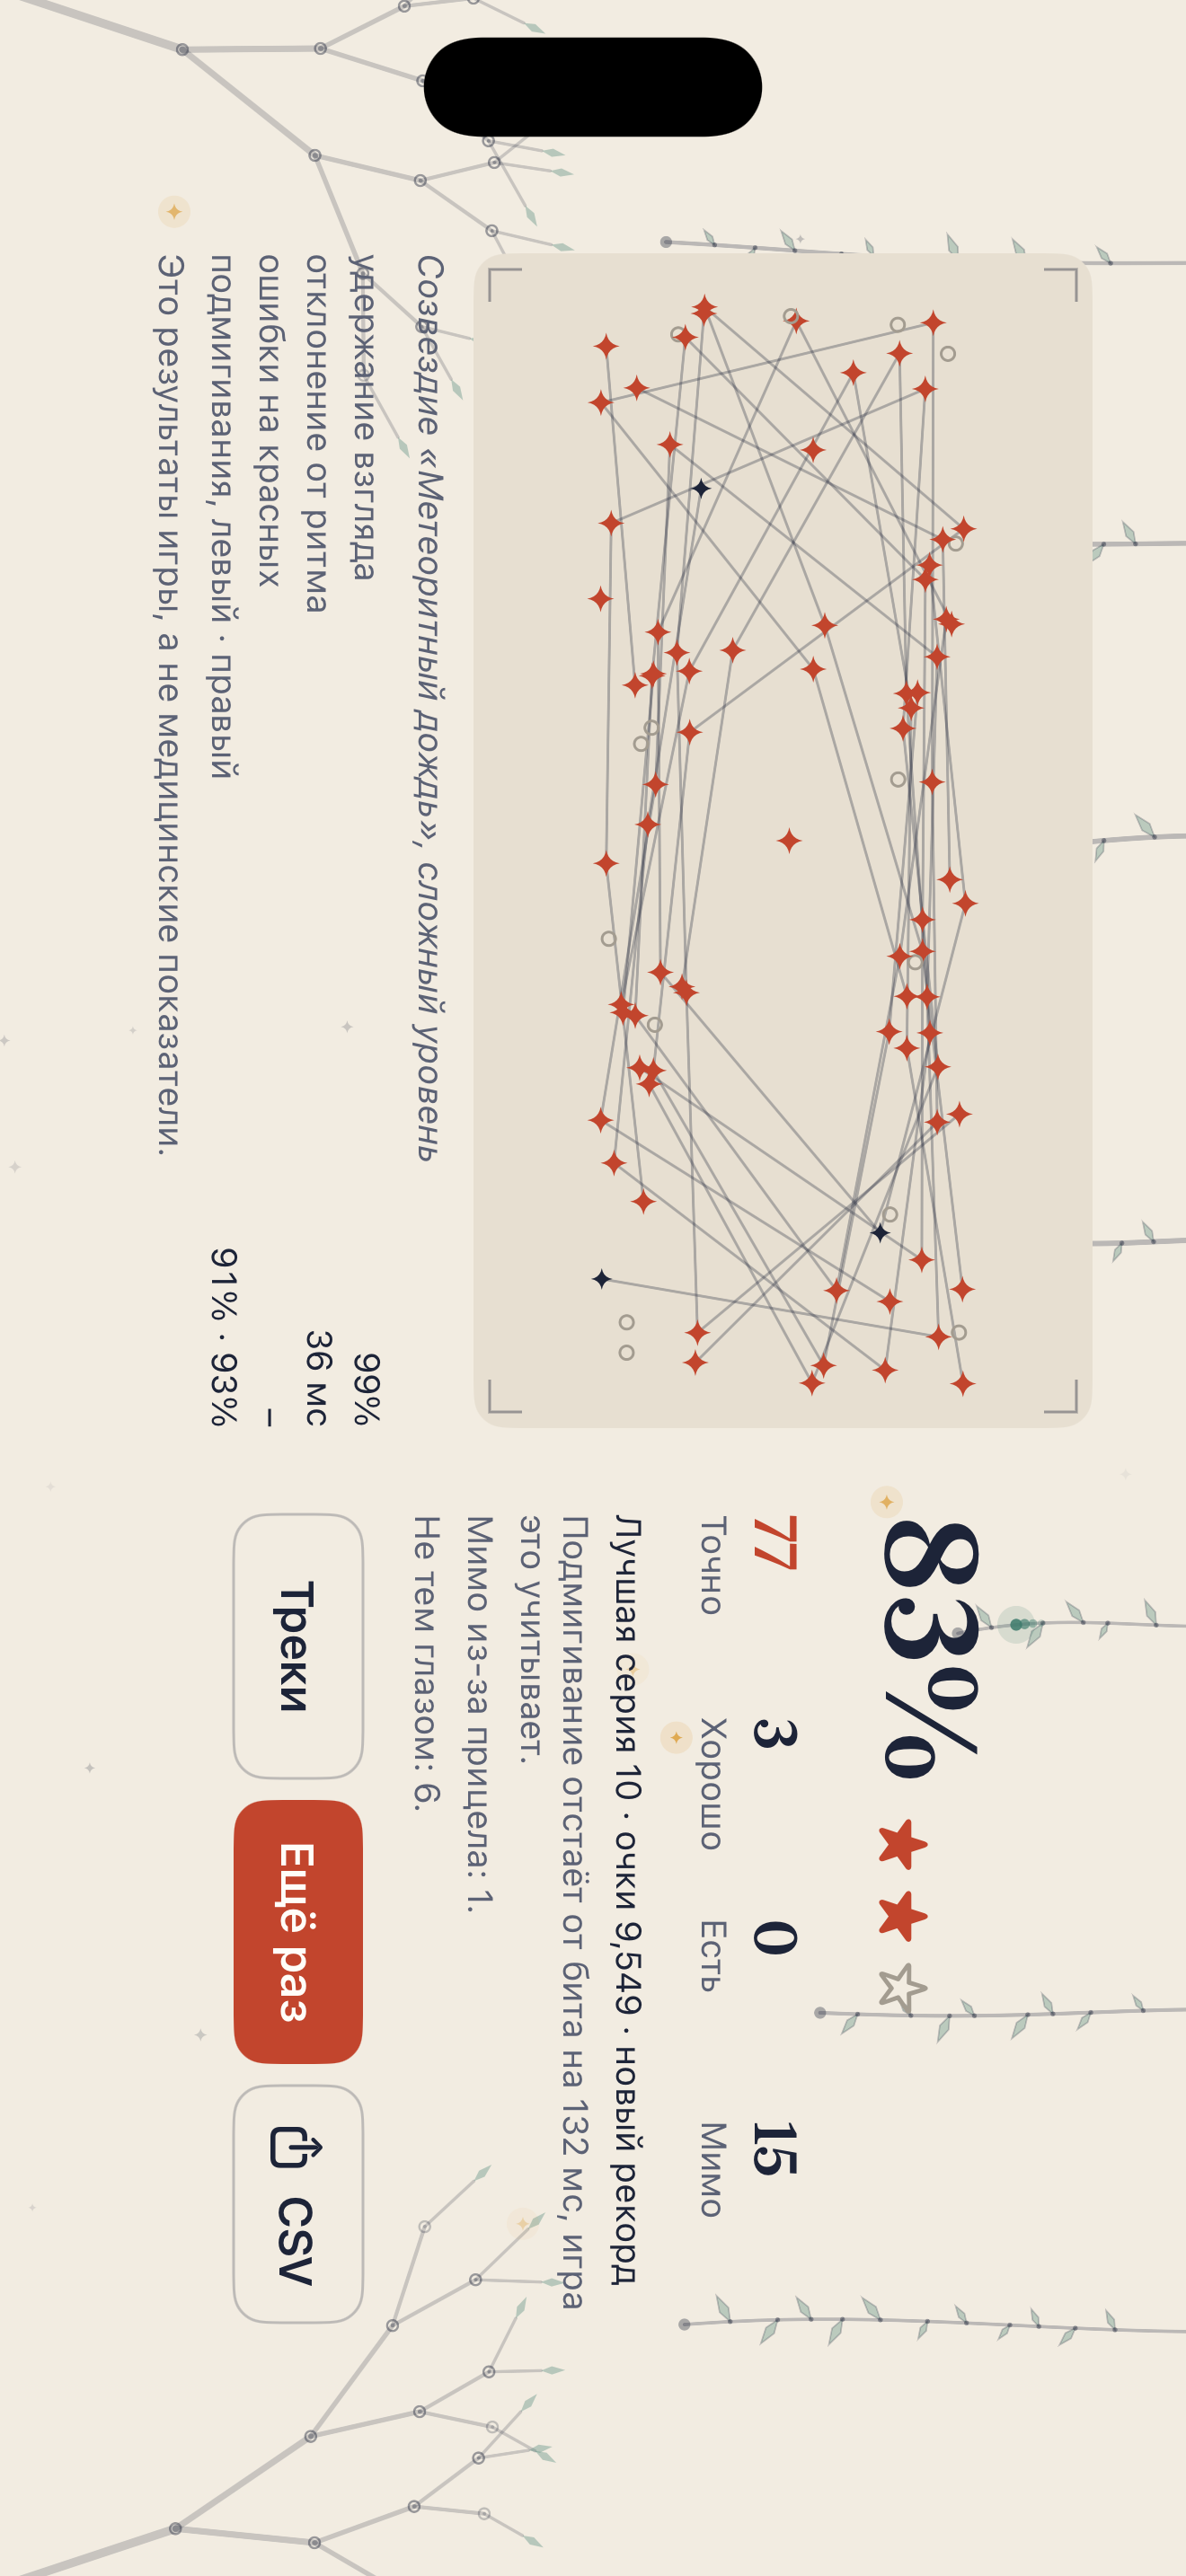 Созвездие «Метеоритный дождь», сложный уровень
удержание взгляда 99%
отклонение от ритма 36 мс
ошибки на красных –
подмигивания, левый · правый 91% · 93%
Это результаты игры, а не медицинские показатели.
83%
77 3 0 15
Точно Хорошо Есть Мимо
Лучшая серия 10 · очки 9,549 · новый рекорд
Подмигивание отстаёт от бита на 132 мс, игра
это учитывает.
Мимо из-за прицела: 1.
Не тем глазом: 6.
Треки Ещё раз CSV